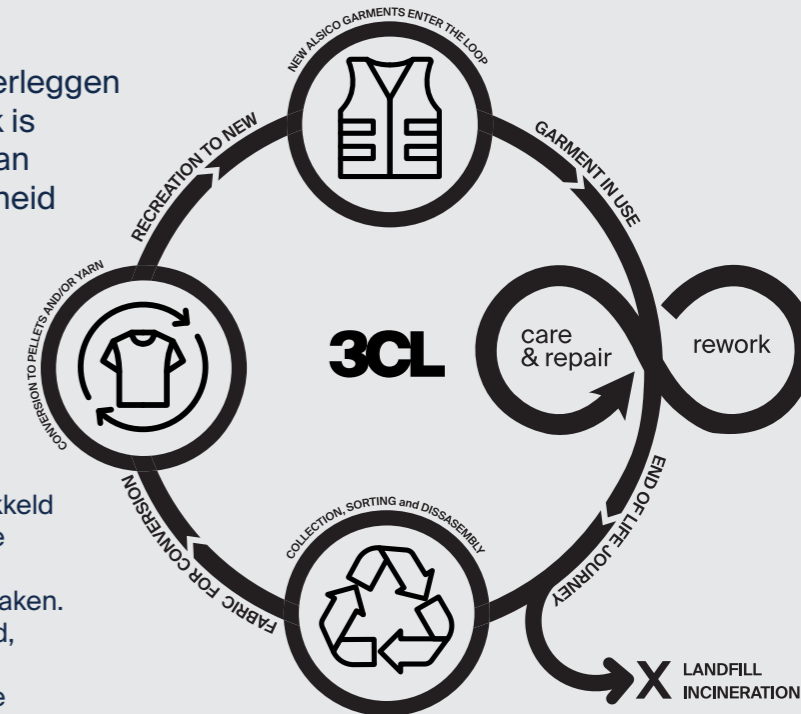 erleggen
k is
an
heid
kkeld
e
aken.
d,
e
NEW ALSICO GARMENTS ENTER THE LOOP
GARMENT IN USE
care
& repair
rework
END OF LIFE JOURNEY
X LANDFILL
INCINERATION
COLLECTION, SORTING and DISSASEMBLY
FABRIC FOR CONVERSION
CONVERSION TO PELLETS AND/OR YARN
RECREATION TO NEW
3CL